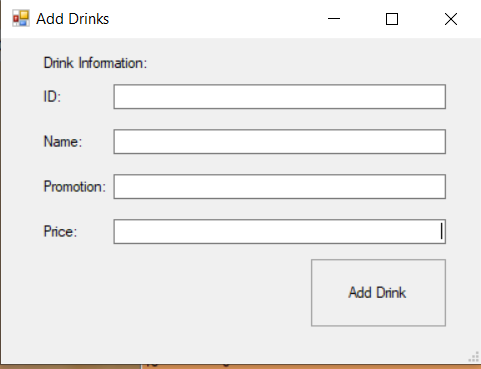 Add Drinks
Drink Information:
ID:
Name:
Promotion:
Price:
Add Drink